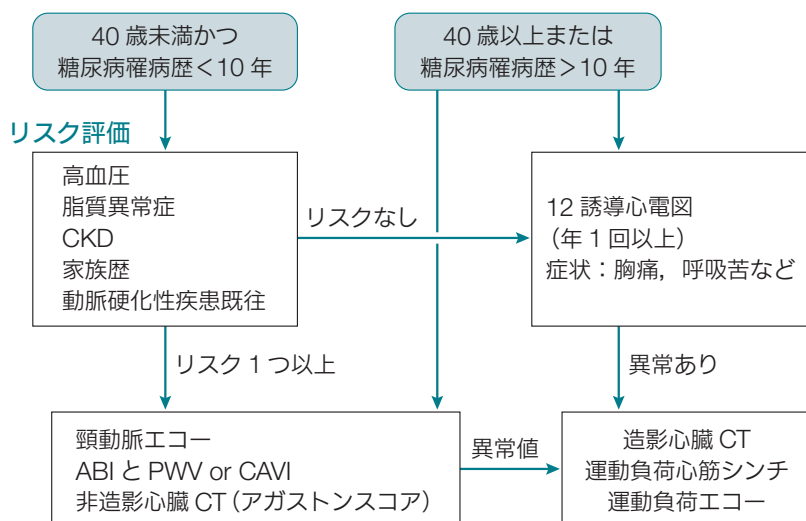 40 歳未満かつ
糖尿病罹病歴＜10 年
40 歳以上または
糖尿病罹病歴＞10 年
リスク評価
高血圧
脂質異常症
CKD
家族歴
動脈硬化性疾患既往
リスクなし
12 誘導心電図
（年 1 回以上）
症状：胸痛，呼吸苦など
リスク 1 つ以上
異常あり
頸動脈エコー
ABI と PWV or CAVI
非造影心臓 CT（アガストンスコア）
異常値
造影心臓 CT
運動負荷心筋シンチ
運動負荷エコー